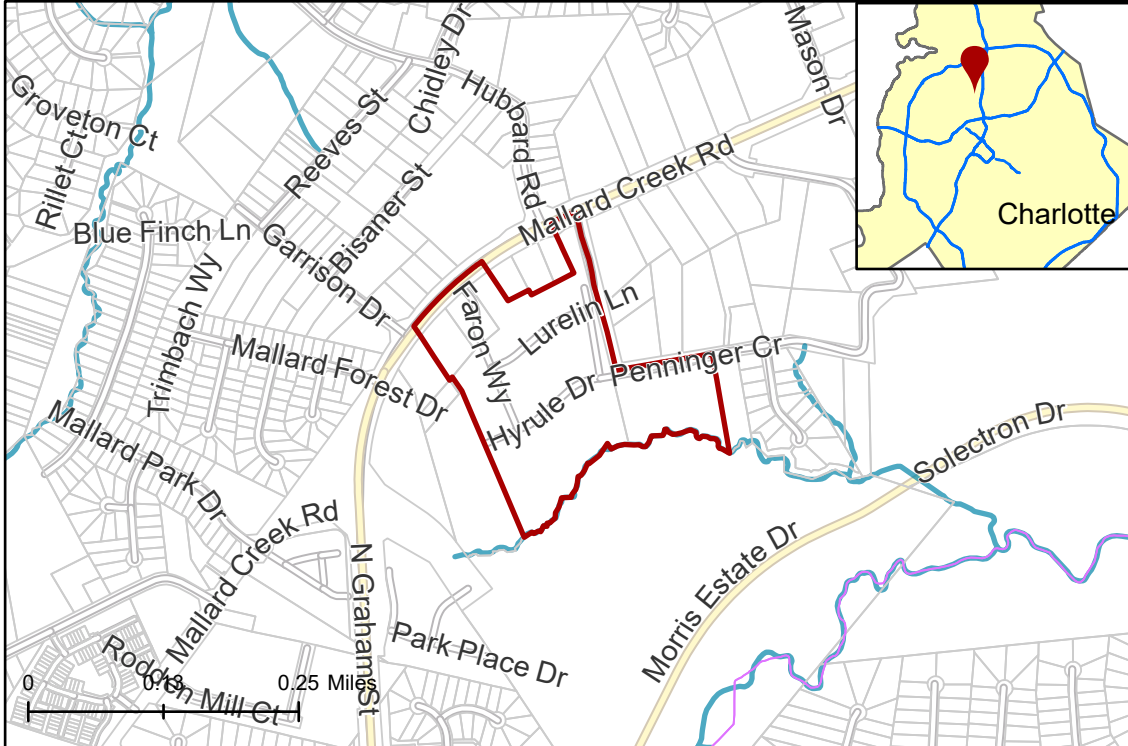 Mason Dr
Chidley Dr
Hubbard Rd
Groveton Ct
Rillet Ct
Reeves St
Mallard Creek Rd
Bisaner St
Charlotte
Blue Finch Ln
Garrison Dr
Trimbach Wy
Faron Wy
Lurelin Ln
Mallard Forest Dr
Penninger Cr
Hyrule Dr
Mallard Park Dr
Solectron Dr
Mallard Creek Rd
N Graham St
Morris Estate Dr
Park Place Dr
Rodden Mill Ct
0 0.13 0.25 Miles